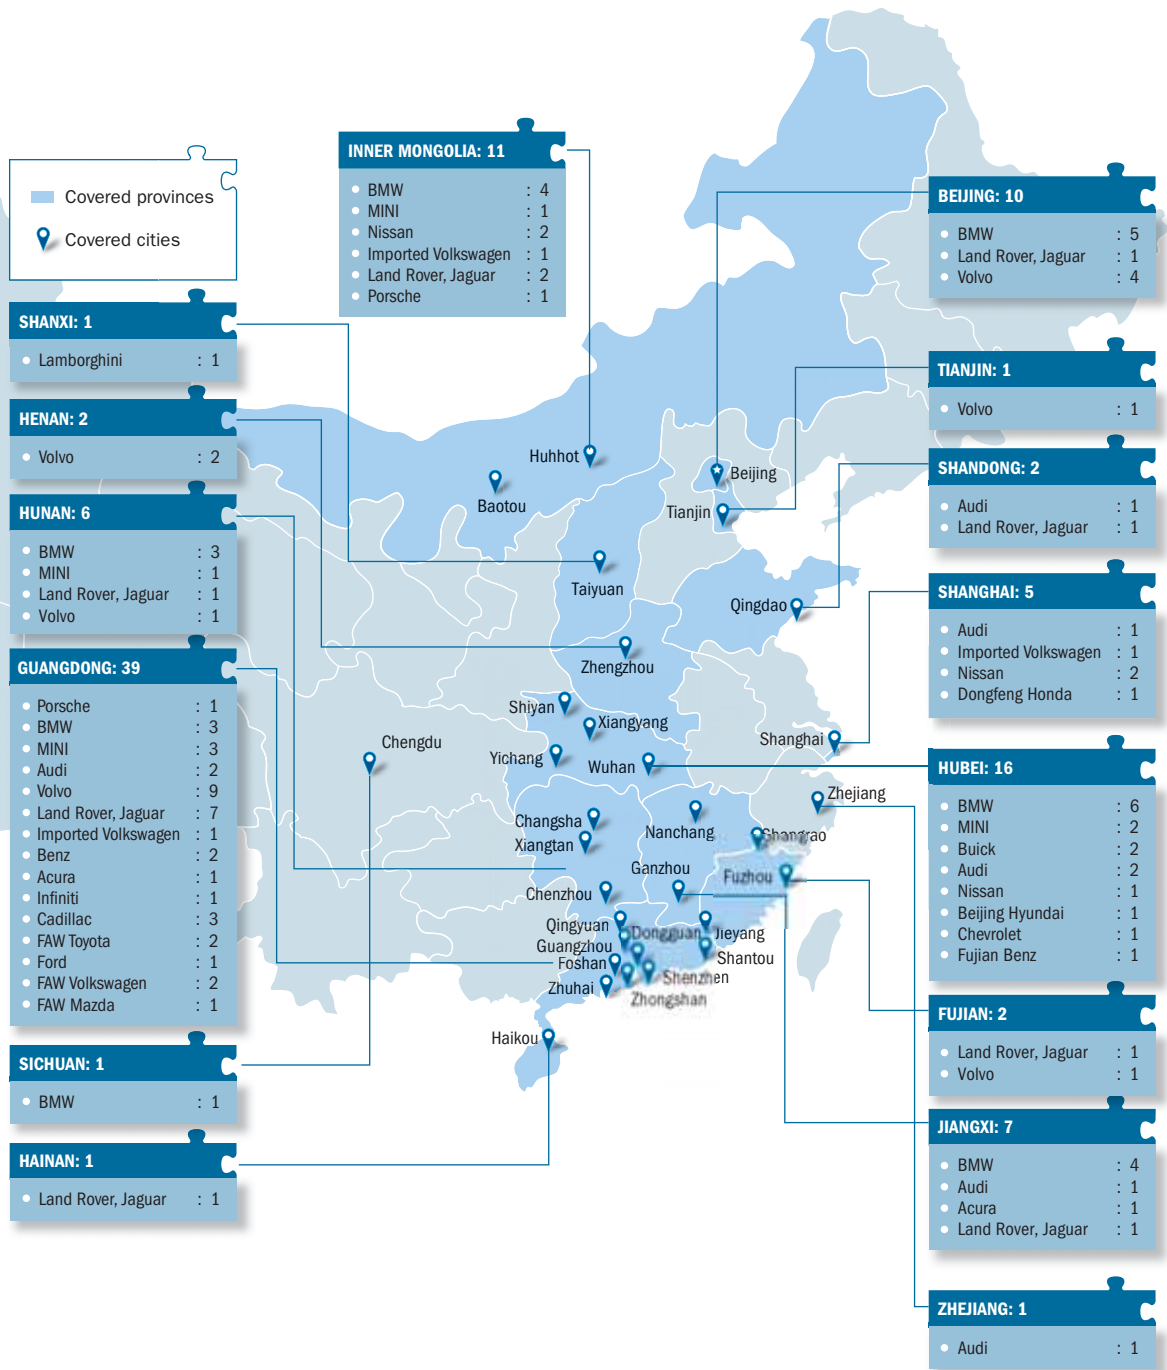 Covered provinces
Covered cities
INNER MONGOLIA: 11
BMW : 4
MINI : 1
Nissan : 2
Imported Volkswagen : 1
Land Rover, Jaguar : 2
Porsche : 1
SHANXI: 1
Lamborghini : 1
HENAN: 2
Volvo : 2
HUNAN: 6
BMW : 3
MINI : 1
Land Rover, Jaguar : 1
Volvo : 1
GUANGDONG: 39
Porsche : 1
BMW : 3
MINI : 3
Audi : 2
Volvo : 9
Land Rover, Jaguar : 7
Imported Volkswagen : 1
Benz : 2
Acura : 1
Infiniti : 1
Cadillac : 3
FAW Toyota : 2
Ford : 1
FAW Volkswagen : 2
FAW Mazda : 1
SICHUAN: 1
BMW : 1
HAINAN: 1
Land Rover, Jaguar : 1
Huhhot
Baotou
Beijing
Tianjin
Taiyuan
Qingdao
Zhengzhou
Shiyan
Xiangyang
Chengdu
Yichang
Wuhan
Shanghai
Zhejiang
Changsha
Nanchang
Shangrao
Xiangtan
Ganzhou
Fuzhou
Chenzhou
Qingyuan
Dongguan
Jieyang
Guangzhou
Shantou
Foshan
Shenzhen
Zhuhai
Zhongshan
Haikou
BEIJING: 10
BMW : 5
Land Rover, Jaguar : 1
Volvo : 4
TIANJIN: 1
Volvo : 1
SHANDONG: 2
Audi : 1
Land Rover, Jaguar : 1
SHANGHAI: 5
Audi : 1
Imported Volkswagen : 1
Nissan : 2
Dongfeng Honda : 1
HUBEI: 16
BMW : 6
MINI : 2
Buick : 2
Audi : 2
Nissan : 1
Beijing Hyundai : 1
Chevrolet : 1
Fujian Benz : 1
FUJIAN: 2
Land Rover, Jaguar : 1
Volvo : 1
JIANGXI: 7
BMW : 4
Audi : 1
Acura : 1
Land Rover, Jaguar : 1
ZHEJIANG: 1
Audi : 1